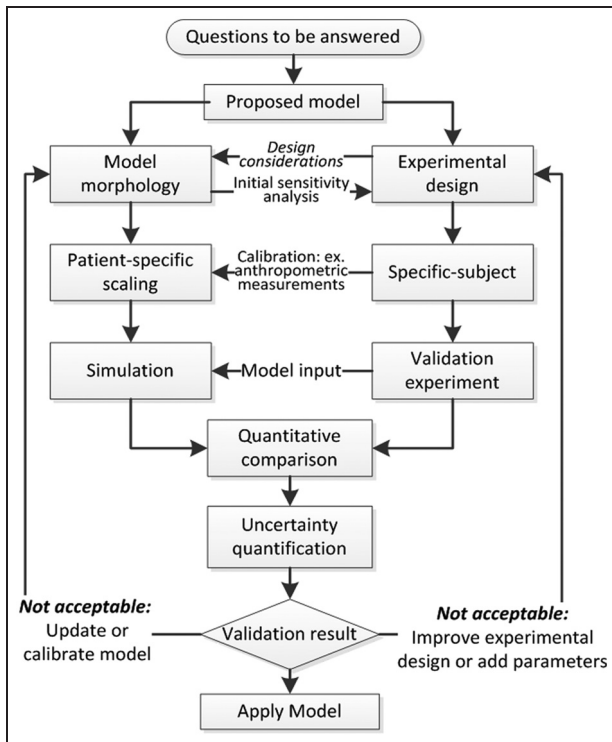 Questions to be answered
Proposed model
Model
morphology
Design
considerations
Initial sensitivity
analysis
Experimental
design
Patient-specific
scaling
Calibration: ex.
anthropometric
measurements
Specific-subject
Simulation
Model input
Validation
experiment
Quantitative
comparison
Uncertainty
quantification
Not acceptable:
Update or
calibrate model
Validation result
Not acceptable:
Improve experimental
design or add parameters
Apply Model